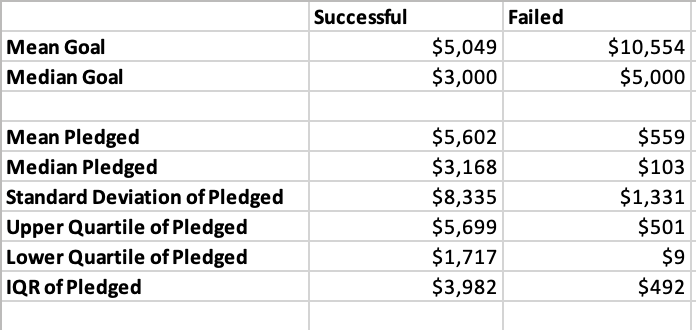 Successful Failed
Mean Goal $5,049 $10,554
Median Goal $3,000 $5,000
Mean Pledged $5,602 $559
Median Pledged $3,168 $103
Standard Deviation of Pledged $8,335 $1,331
Upper Quartile of Pledged $5,699 $501
Lower Quartile of Pledged $1,717 $9
IQR of Pledged $3,982 $492